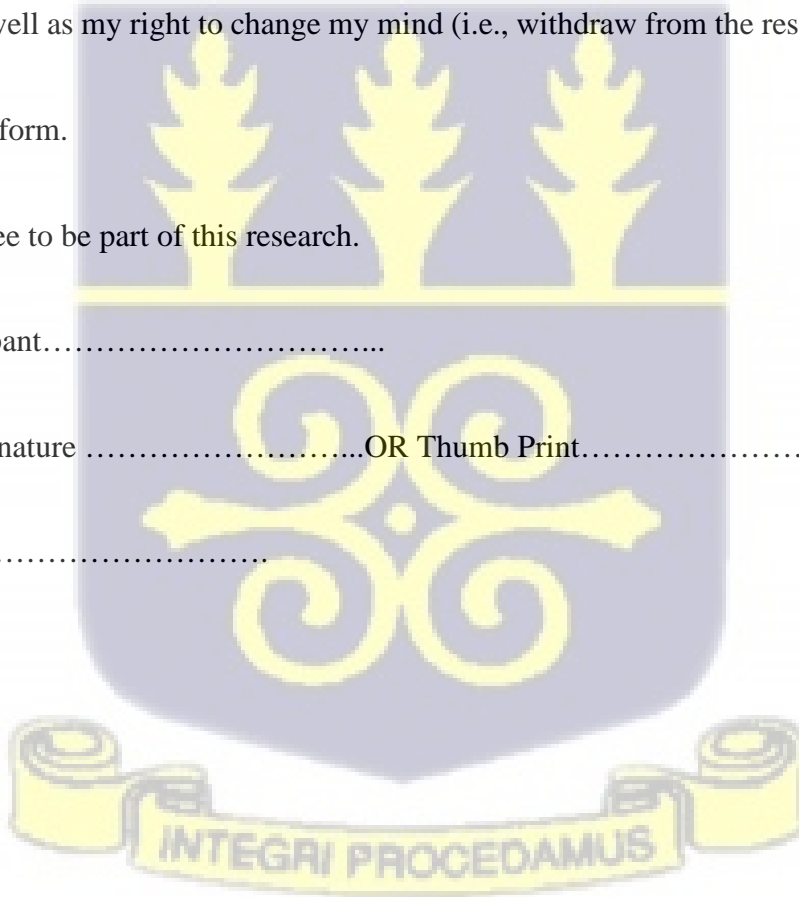 well as my right to change my mind (i.e., withdraw from the res
form.
ee to be part of this research.
pant……………………………...
nature ……………………...OR Thumb Print…………………
…………………….
INTEGRI PROCEDAMUS